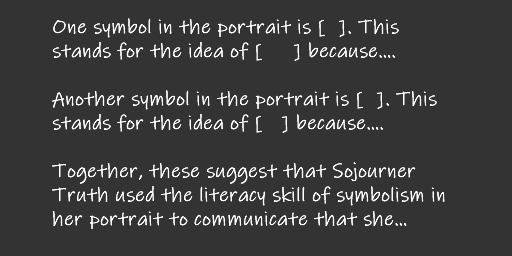 One symbol in the portrait is [ ]. This
stands for the idea of [ ] because....
Another symbol in the portrait is [ ]. This
stands for the idea of [ ] because....
Together, these suggest that Sojourner
Truth used the literacy skill of symbolism in
her portrait to communicate that she...